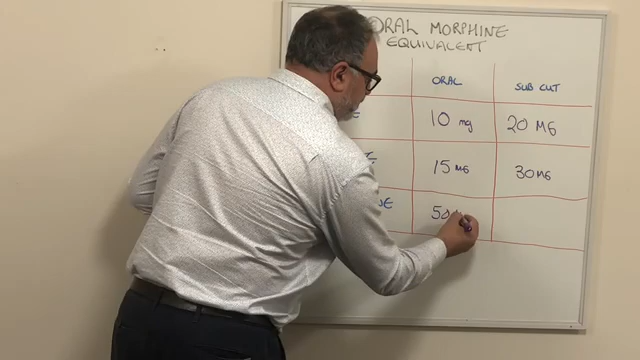 ORAL MORPHINE
EQUIVALENT
ORAL SUB CUT
10 mg 20 MG
15 MG 30 MG
50